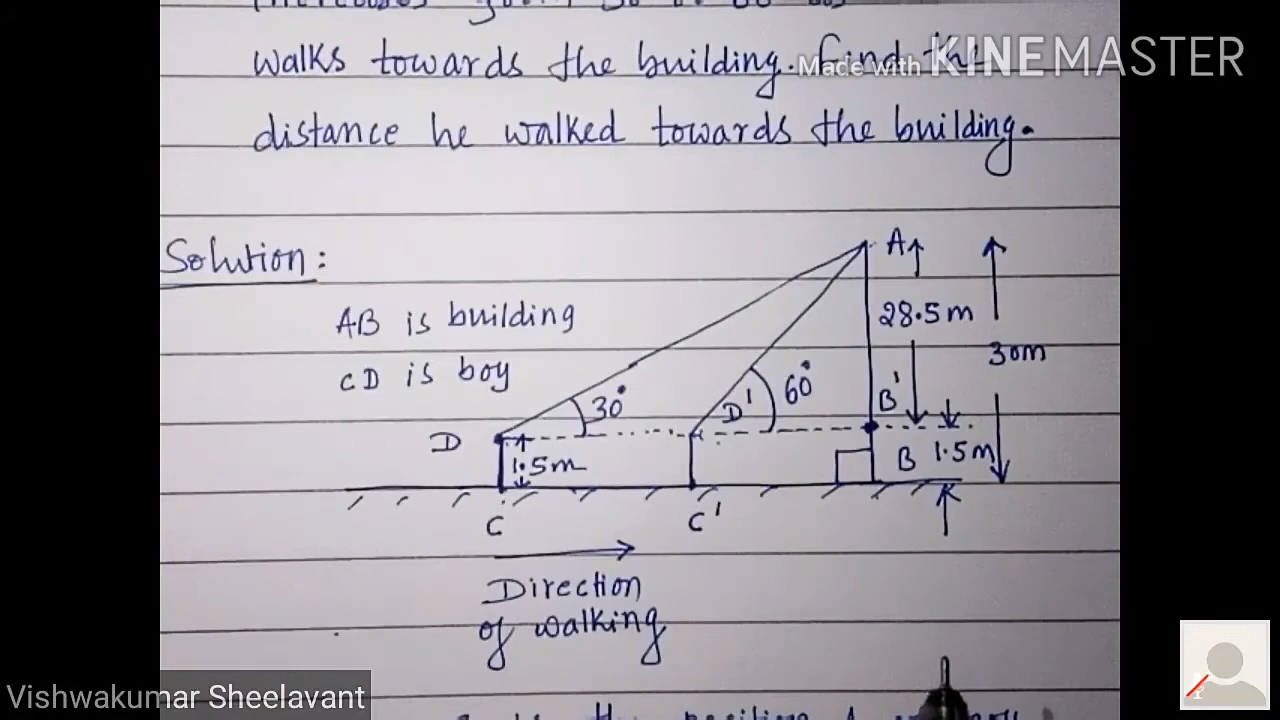 walks towards the building. Find the
distance he walked towards the building.
Made with KINEMASTER
Solution:
AB is building
CD is boy
A
28.5m
30m
30°
D'
60°
B'
D
1.5m
B
1.5m
C
C'
Direction
of walking
Vishwakumar Sheelavant